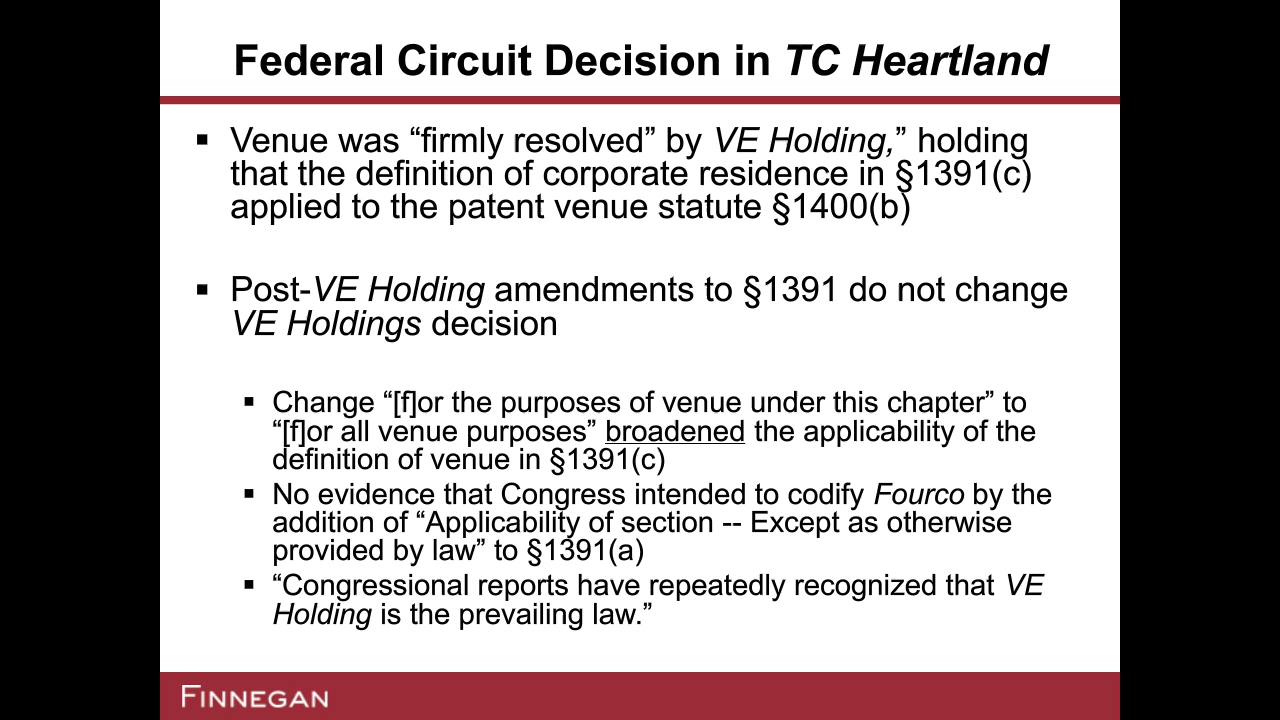 Federal Circuit Decision in TC Heartland
▪ Venue was “firmly resolved” by VE Holding,” holding
that the definition of corporate residence in §1391(c)
applied to the patent venue statute §1400(b)
▪ Post-VE Holding amendments to §1391 do not change
VE Holdings decision
▪ Change “[f]or the purposes of venue under this chapter” to
“[f]or all venue purposes” broadened the applicability of the
definition of venue in §1391(c)
▪ No evidence that Congress intended to codify Fourco by the
addition of “Applicability of section -- Except as otherwise
provided by law” to §1391(a)
▪ “Congressional reports have repeatedly recognized that VE
Holding is the prevailing law.”
FINNEGAN